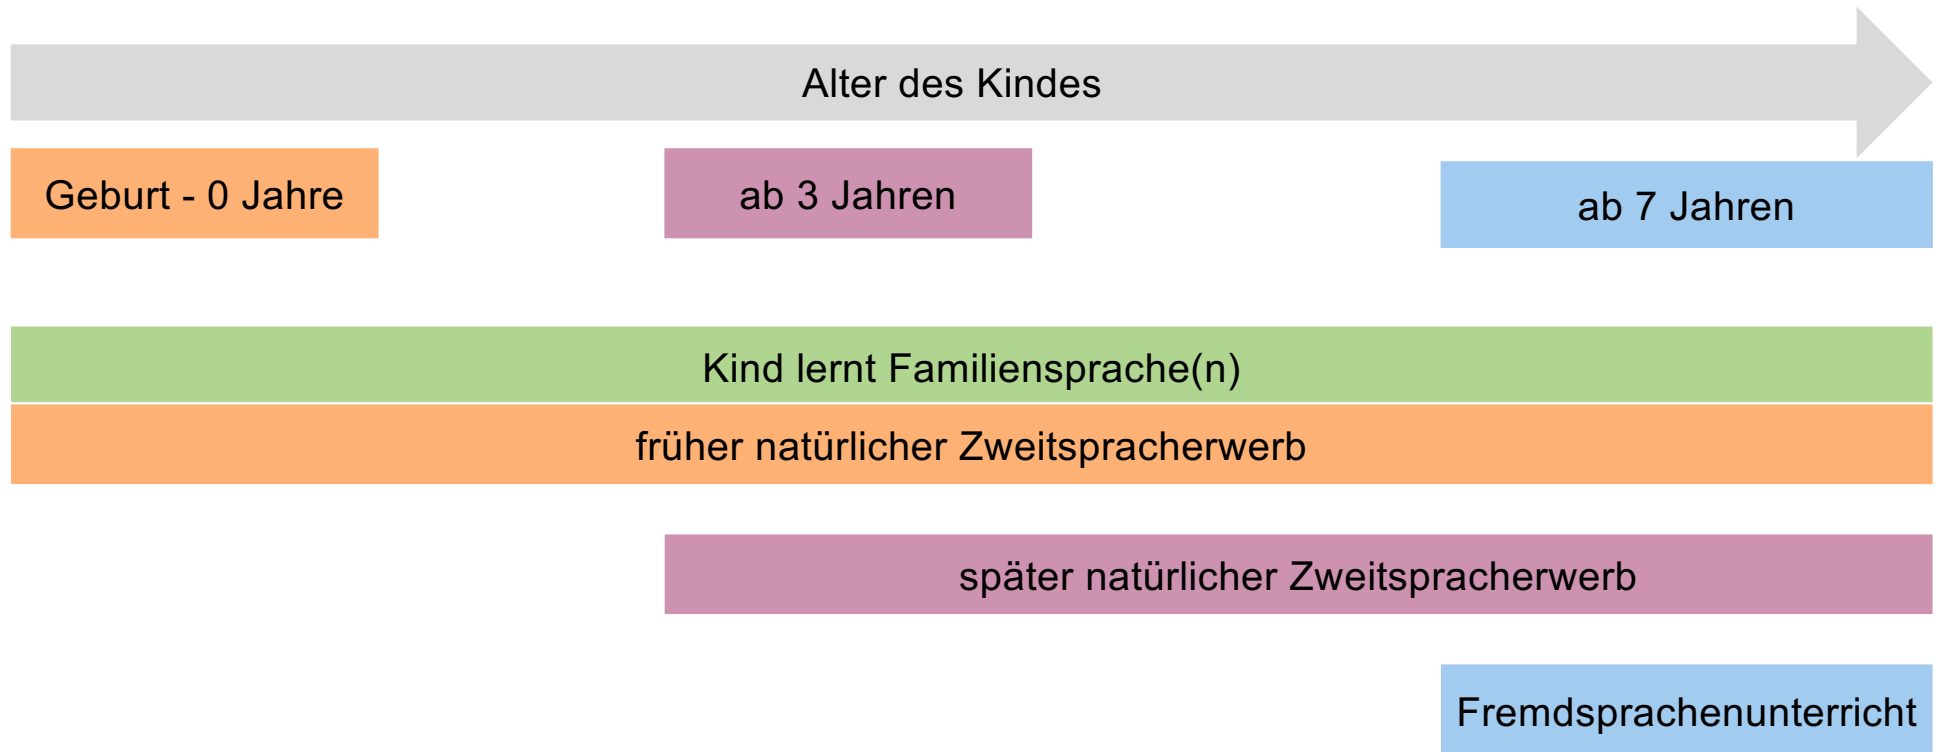 Alter des Kindes
Geburt - 0 Jahre
ab 3 Jahren
ab 7 Jahren
Kind lernt Familiensprache(n)
früher natürlicher Zweitspracherwerb
später natürlicher Zweitspracherwerb
Fremdsprachenunterricht